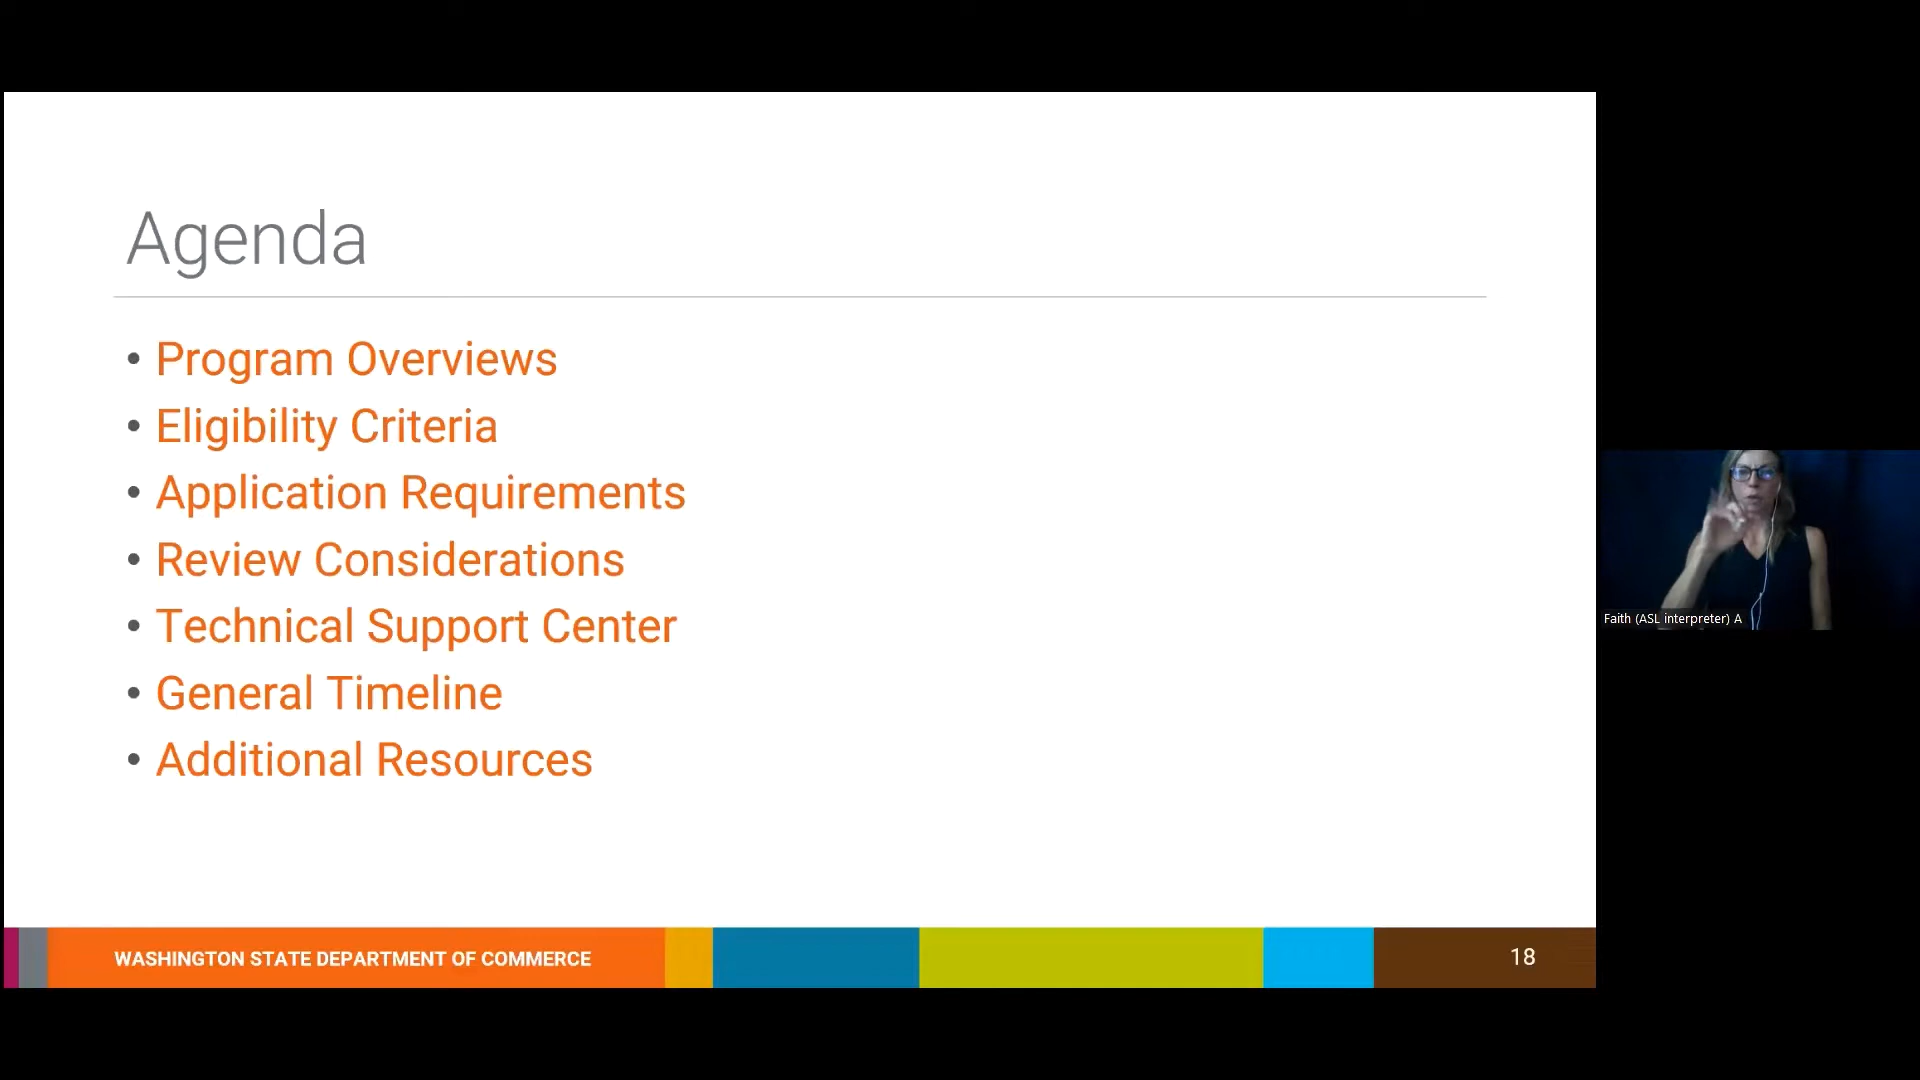 Agenda
• Program Overviews
• Eligibility Criteria
• Application Requirements
• Review Considerations
• Technical Support Center
• General Timeline
• Additional Resources
WASHINGTON STATE DEPARTMENT OF COMMERCE
18
Faith (ASL interpreter) A